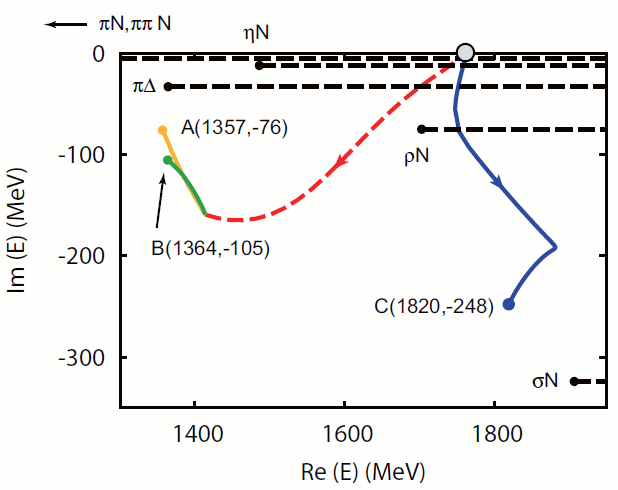 πN,ππ N
ηN
0
πΔ
A(1357,-76)
ρN
-100
B(1364,-105)
-200
C(1820,-248)
-300
σN
Im (E) (MeV)
1400 1600 1800
Re (E) (MeV)